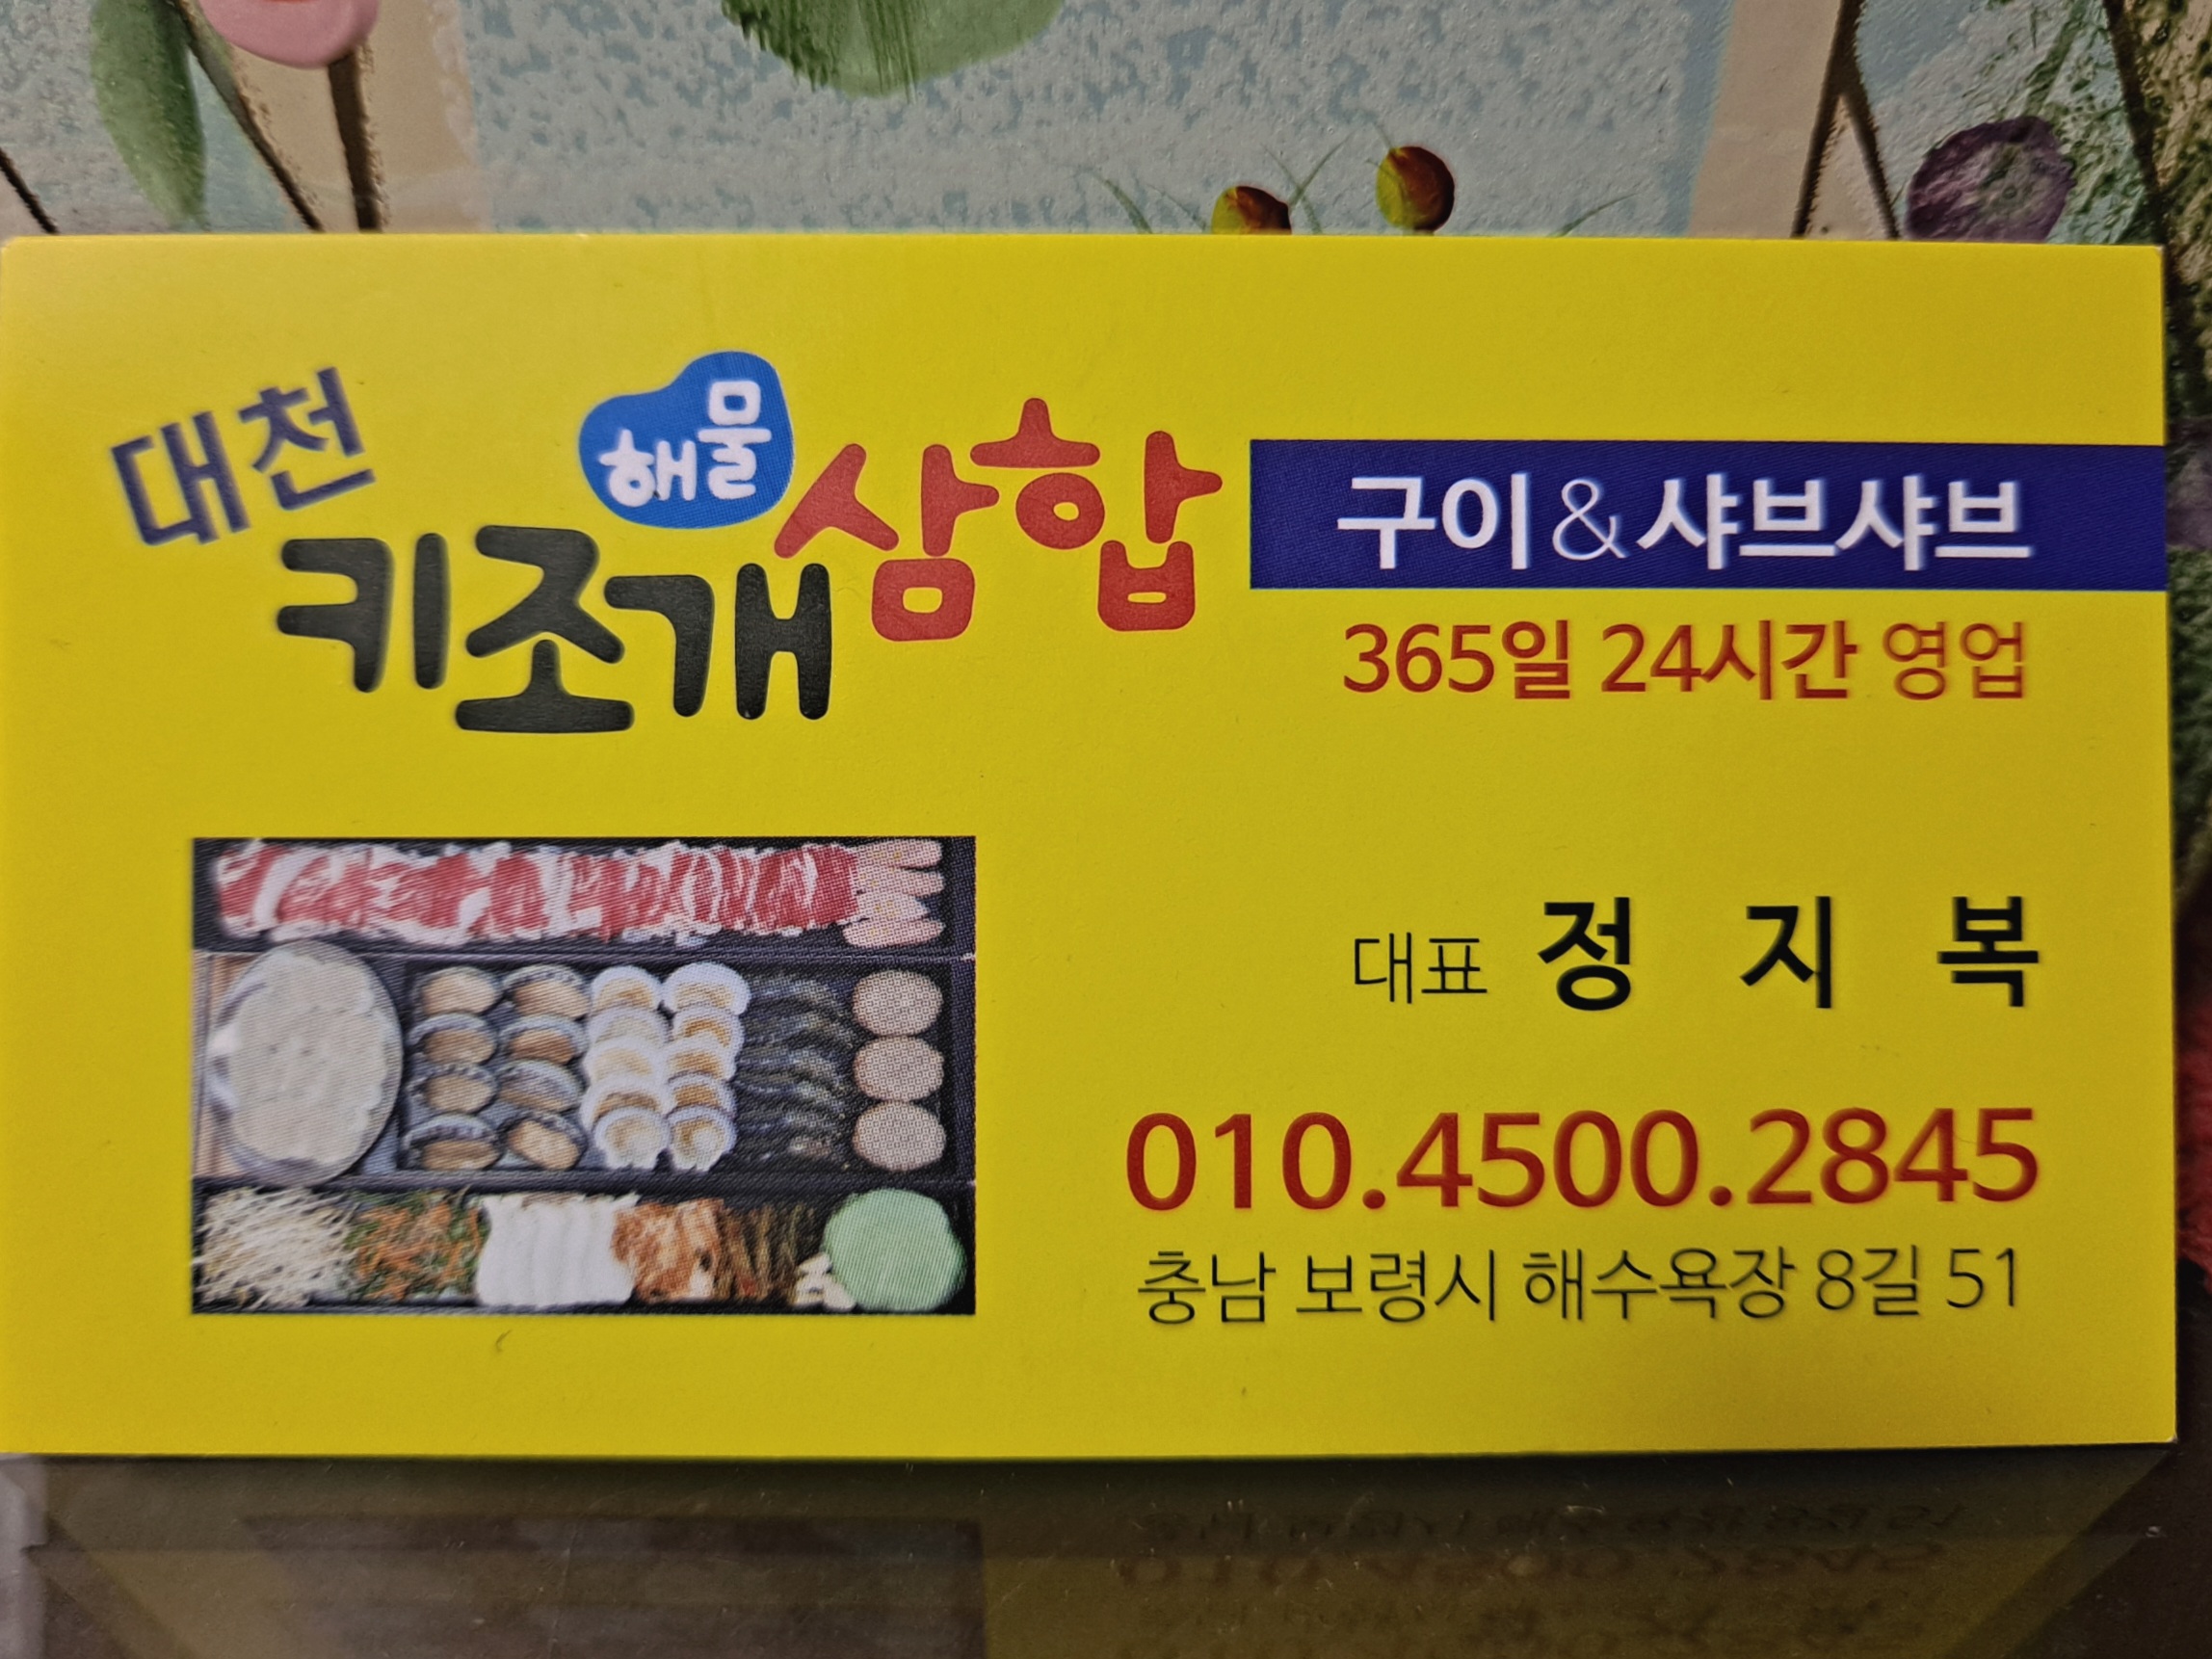 대천
해물
키조개삼합
구이&샤브샤브
365일 24시간 영업
대표 정 지 복
010.4500.2845
충남 보령시 해수욕장 8길 51